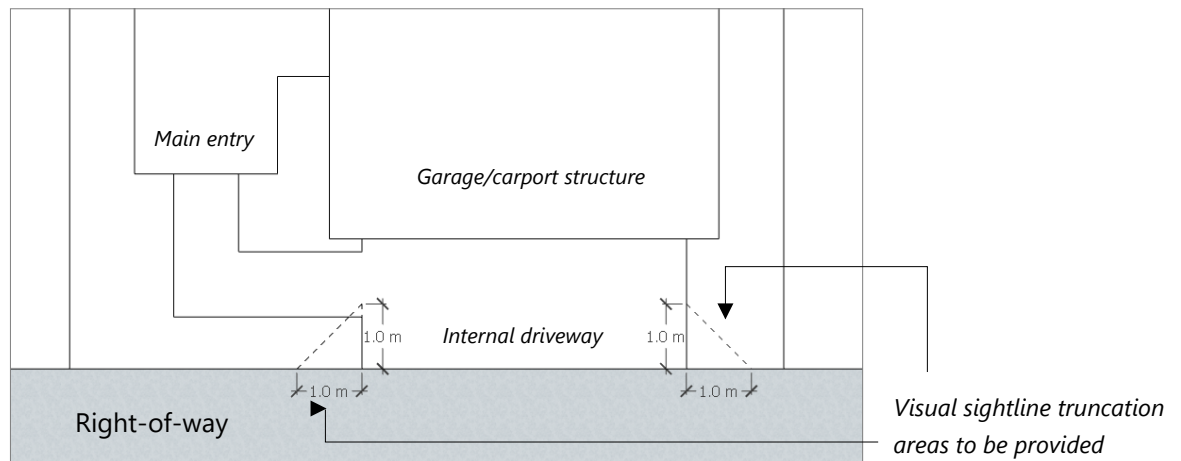 Main entry
Garage/carport structure
1.0 m
Internal driveway
1.0 m
1.0 m
1.0 m
Right-of-way
Visual sightline truncation
areas to be provided